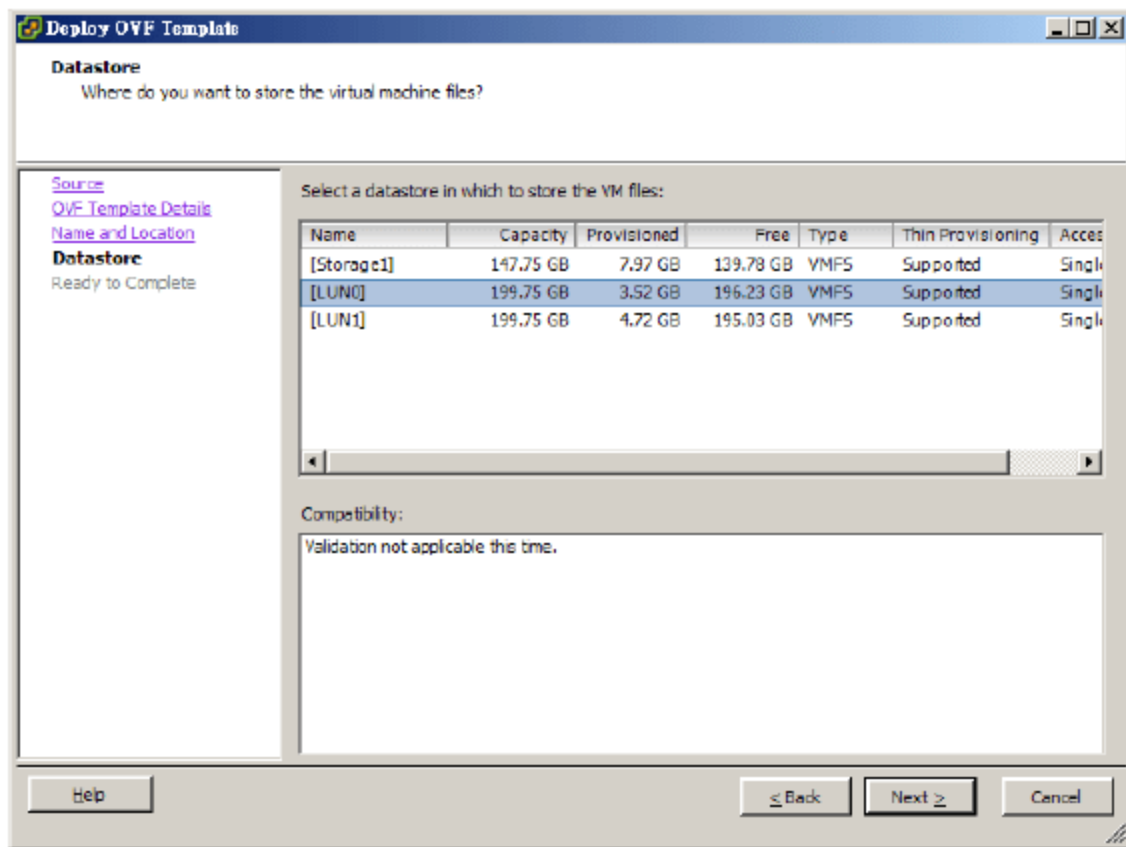 Deploy OVF Template
Datastore
Where do you want to store the virtual machine files?
Source
OVF Template Details
Name and Location
Datastore
Ready to Complete
Select a datastore in which to store the VM files:
Name Capacity Provisioned Free Type Thin Provisioning Acces
[Storage1] 147.75 GB 7.97 GB 139.78 GB VMFS Supported Singl
[LUN0] 199.75 GB 3.52 GB 196.23 GB VMFS Supported Singl
[LUN1] 199.75 GB 4.72 GB 195.03 GB VMFS Supported Singl
Compatibility:
Validation not applicable this time.
Help < Back Next > Cancel